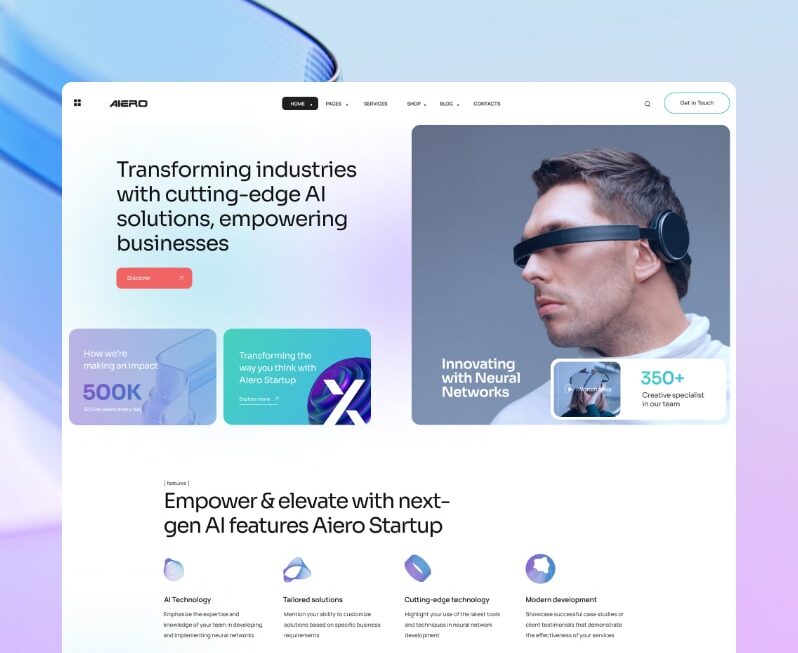 AIERO
HOME
PAGES
SERVICES
SHOP
BLOG
CONTACTS
Get in Touch
Transforming industries
with cutting-edge AI
solutions, empowering
businesses
Discover
How we're
making an impact
500K
Active users every day
Transforming the
way you think with
Aiero Startup
Explore more
Innovating
with Neural
Networks
350+
Creative specialist
in our team
[ features ]
Empower & elevate with next-
gen AI features Aiero Startup
AI Technology
Emphasize the expertise and
knowledge of your team in developing
and implementing neural networks
Tailored solutions
Mention your ability to customize
solutions based on specific business
requirements
Cutting-edge technology
Highlight your use of the latest tools
and techniques in neural network
development
Modern development
Showcase successful case studies or
client testimonials that demonstrate
the effectiveness of your services